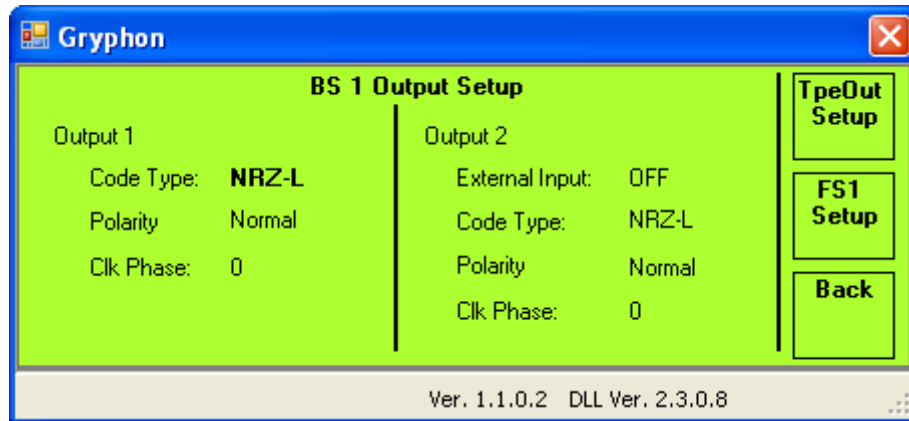 Gryphon
BS 1 Output Setup
Output 1
Code Type: NRZ-L
Polarity Normal
Clk Phase: 0
Output 2
External Input: OFF
Code Type: NRZ-L
Polarity Normal
Clk Phase: 0
TpeOut
Setup
FS1
Setup
Back
Ver. 1.1.0.2 DLL Ver. 2.3.0.8